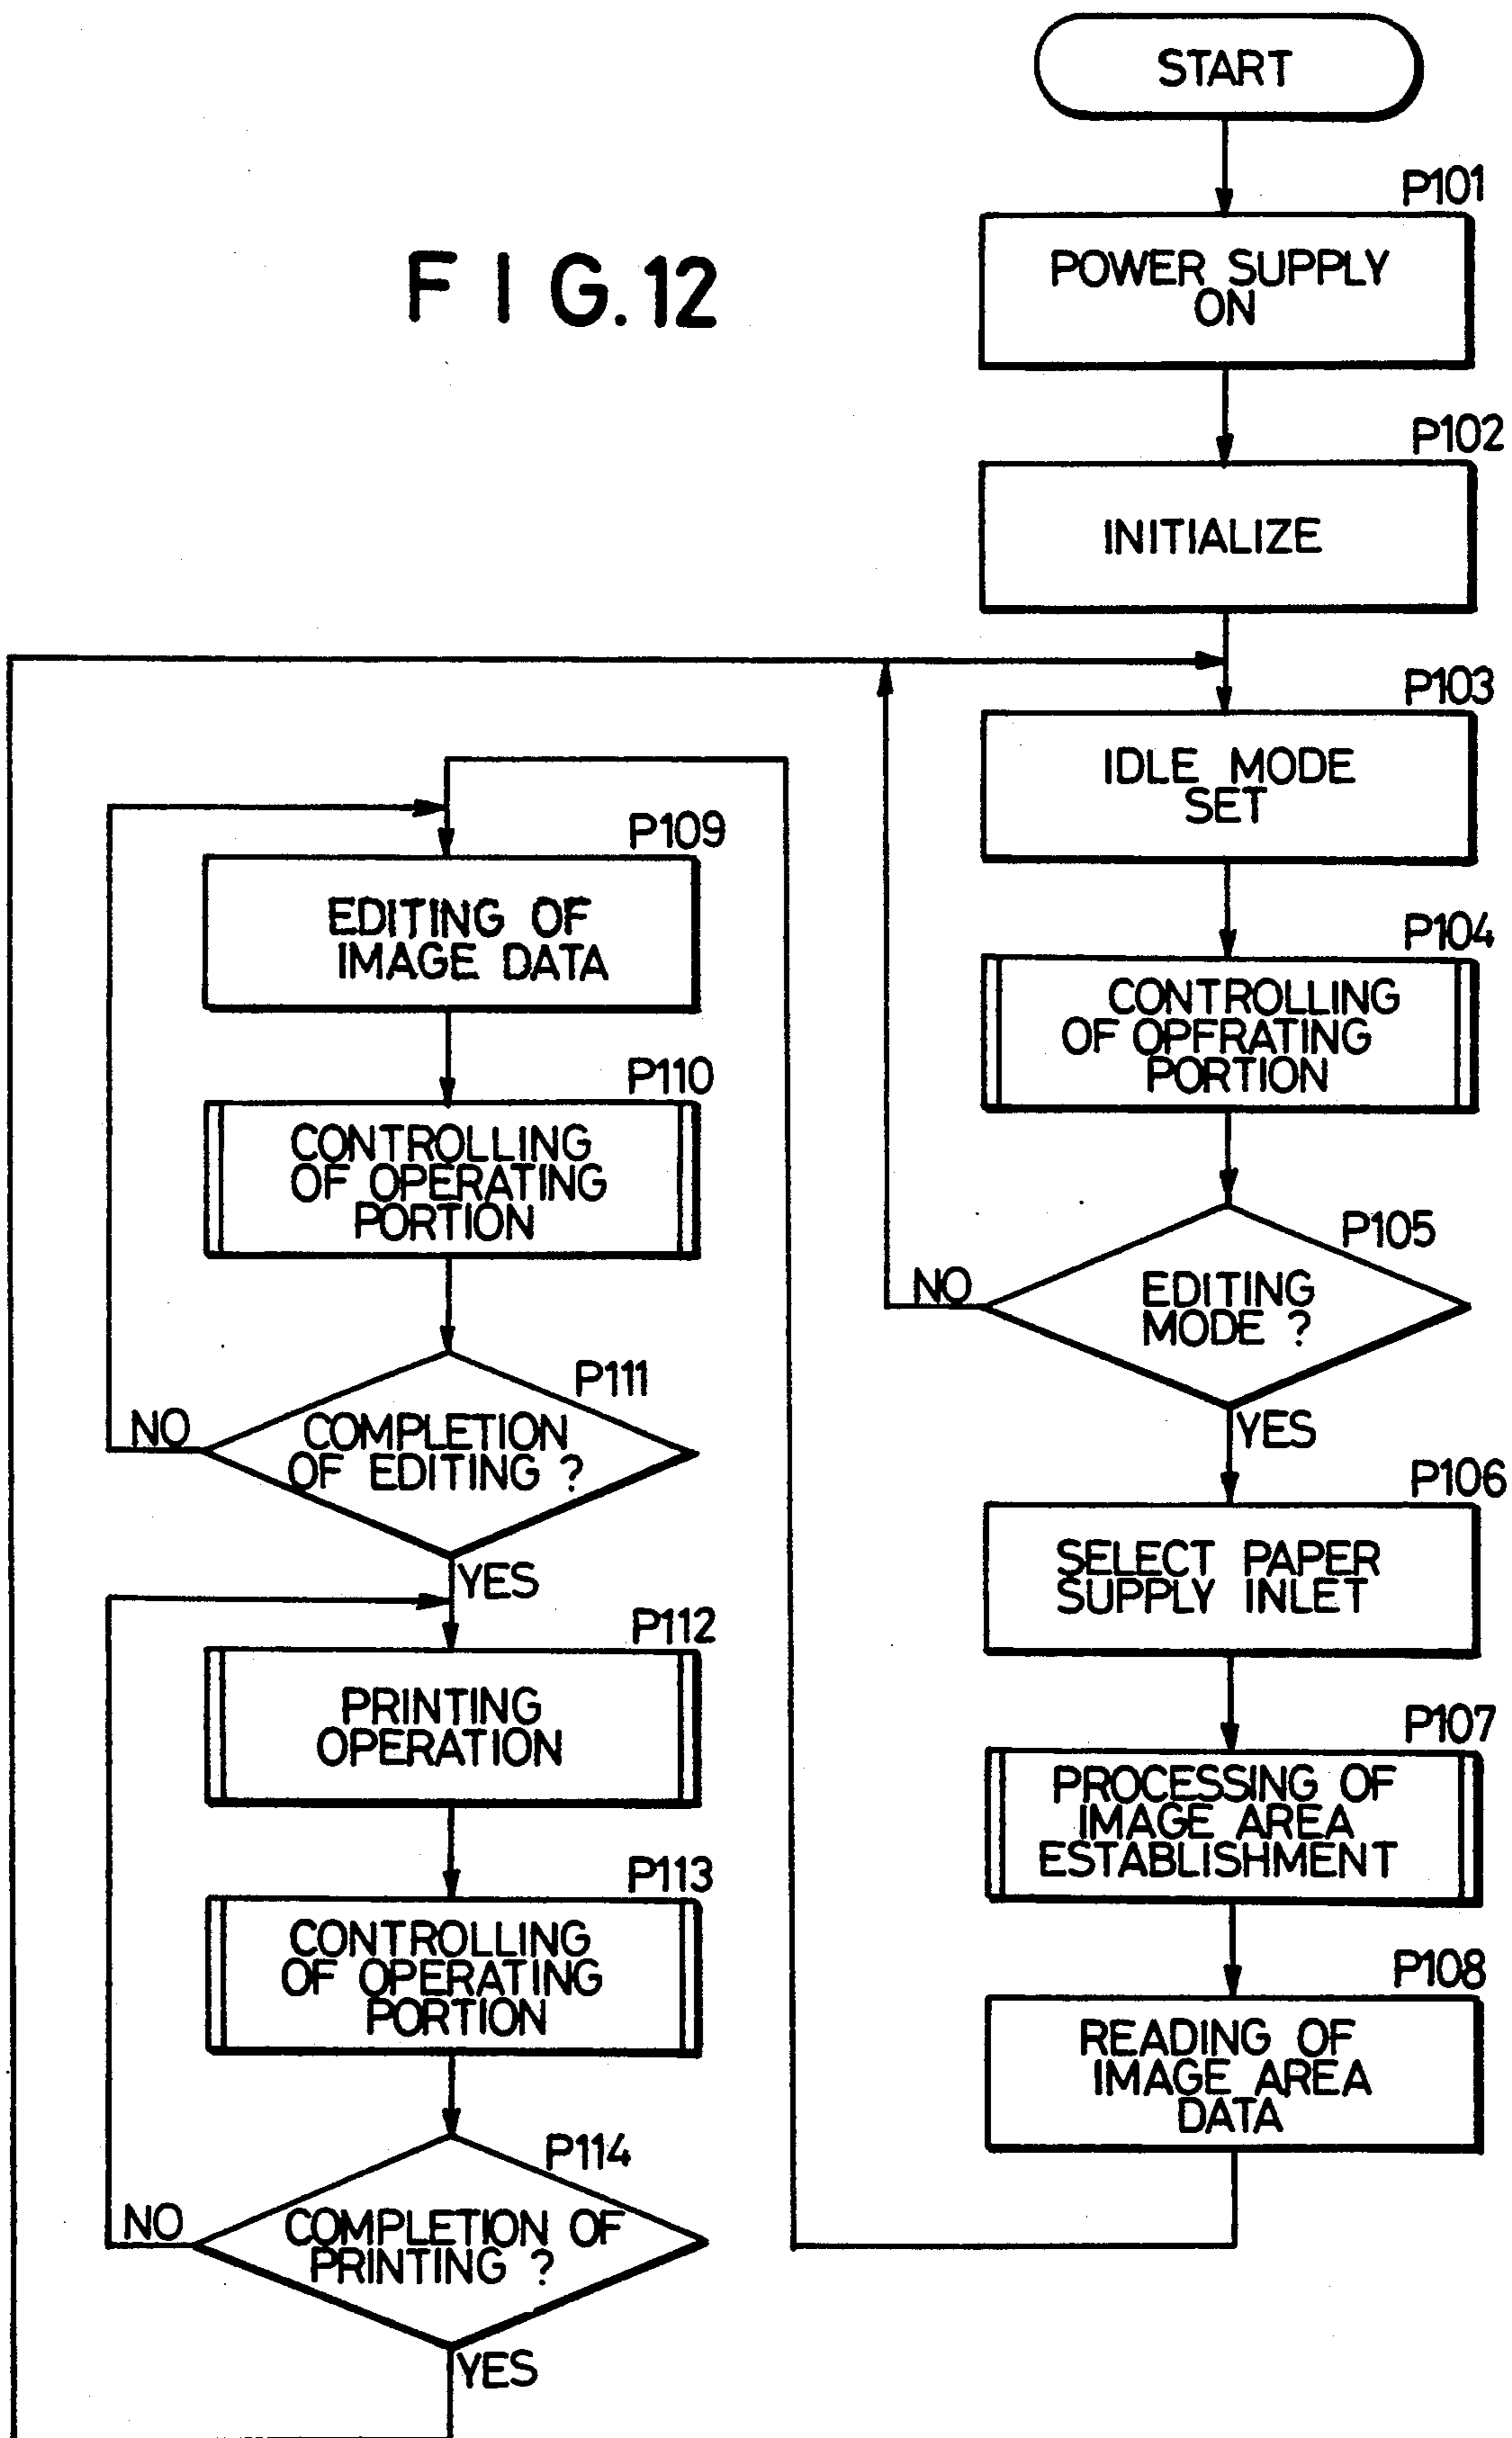 FIG.12
START
P101
POWER SUPPLY
ON
P102
INITIALIZE
P103
IDLE MODE
SET
P104
CONTROLLING
OF OPFRATING
PORTION
P105
EDITING
MODE ?
NO
YES
P106
SELECT PAPER
SUPPLY INLET
P107
PROCESSING OF
IMAGE AREA
ESTABLISHMENT
P108
READING OF
IMAGE AREA
DATA
P109
EDITING OF
IMAGE DATA
P110
CONTROLLING
OF OPERATING
PORTION
P111
COMPLETION
OF EDITING ?
NO
YES
P112
PRINTING
OPERATION
P113
CONTROLLING
OF OPERATING
PORTION
P114
COMPLETION OF
PRINTING ?
NO
YES